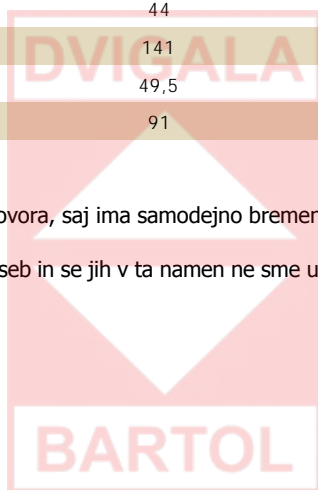 44
DVIGALA
141
49,5
91
ovora, saj ima samodejno bremen
seb in se jih v ta namen ne sme u
BARTOL